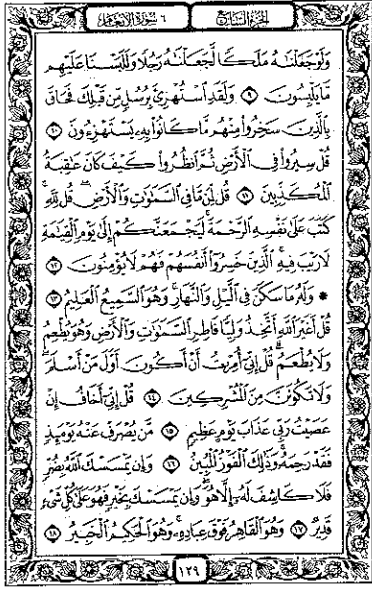 الجزء السابع
٦ سورة الأنعام
وَلَوْ جَعَلْنَٰهُ مَلَكًا لَّجَعَلْنَٰهُ رَجُلًا وَلَلَبَسْنَا عَلَيْهِم
مَّا يَلْبِسُونَ ٩ وَلَقَدِ ٱسْتُهْزِئَ بِرُسُلٍ مِّن قَبْلِكَ فَحَاقَ
بِٱلَّذِينَ سَخِرُوا۟ مِنْهُم مَّا كَانُوا۟ بِهِۦ يَسْتَهْزِءُونَ ١٠
قُلْ سِيرُوا۟ فِى ٱلْأَرْضِ ثُمَّ ٱنظُرُوا۟ كَيْفَ كَانَ عَٰقِبَةُ
ٱلْمُكَذِّبِينَ ١١ قُل لِّمَن مَّا فِى ٱلسَّمَٰوَٰتِ وَٱلْأَرْضِ ۖ قُل لِّلَّهِ ۚ
كَتَبَ عَلَىٰ نَفْسِهِ ٱلرَّحْمَةَ ۚ لَيَجْمَعَنَّكُمْ إِلَىٰ يَوْمِ ٱلْقِيَٰمَةِ
لَا رَيْبَ فِيهِ ۚ ٱلَّذِينَ خَسِرُوٓا۟ أَنفُسَهُمْ فَهُمْ لَا يُؤْمِنُونَ ١٢
* وَلَهُۥ مَا سَكَنَ فِى ٱلَّيْلِ وَٱلنَّهَارِ ۚ وَهُوَ ٱلسَّمِيعُ ٱلْعَلِيمُ ١٣
قُلْ أَغَيْرَ ٱللَّهِ أَتَّخِذُ وَلِيًّا فَاطِرِ ٱلسَّمَٰوَٰتِ وَٱلْأَرْضِ وَهُوَ يُطْعِمُ
وَلَا يُطْعَمُ ۗ قُلْ إِنِّىٓ أُمِرْتُ أَنْ أَكُونَ أَوَّلَ مَنْ أَسْلَمَ ۖ
وَلَا تَكُونَنَّ مِنَ ٱلْمُشْرِكِينَ ١٤ قُلْ إِنِّىٓ أَخَافُ إِنْ
عَصَيْتُ رَبِّى عَذَابَ يَوْمٍ عَظِيمٍ ١٥ مَّن يُصْرَفْ عَنْهُ يَوْمَئِذٍ
فَقَدْ رَحِمَهُۥ ۚ وَذَٰلِكَ ٱلْفَوْزُ ٱلْمُبِينُ ١٦ وَإِن يَمْسَسْكَ ٱللَّهُ بِضُرٍّ
فَلَا كَاشِفَ لَهُۥٓ إِلَّا هُوَ ۖ وَإِن يَمْسَسْكَ بِخَيْرٍ فَهُوَ عَلَىٰ كُلِّ شَىْءٍ
قَدِيرٌ ١٧ وَهُوَ ٱلْقَاهِرُ فَوْقَ عِبَادِهِۦ ۚ وَهُوَ ٱلْحَكِيمُ ٱلْخَبِيرُ ١٨
١٢٩